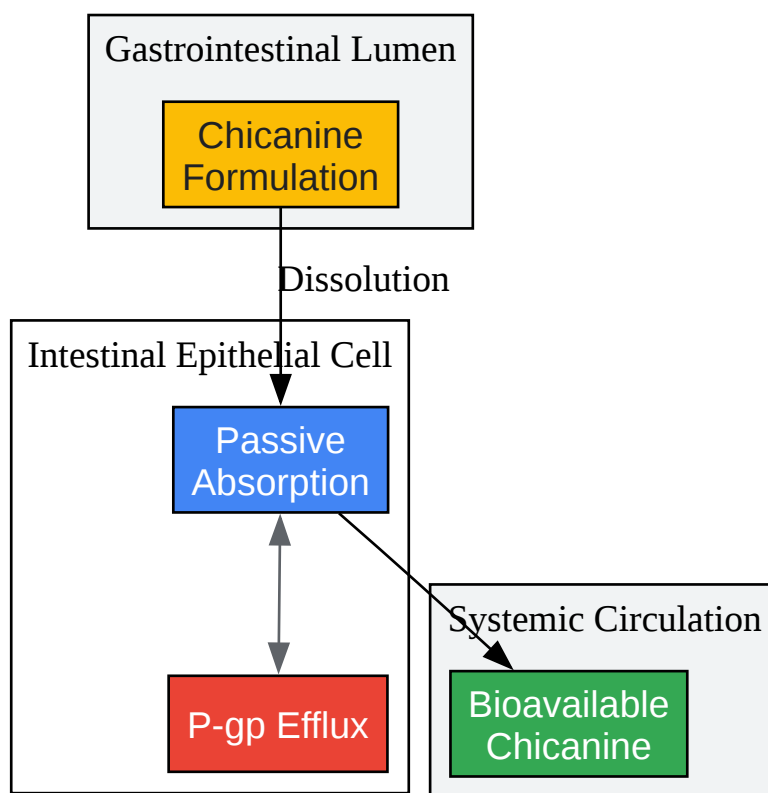 Gastrointestinal Lumen
Chicanine
Formulation
Dissolution
Intestinal Epithelial Cell
Passive
Absorption
P-gp Efflux
Systemic Circulation
Bioavailable
Chicanine